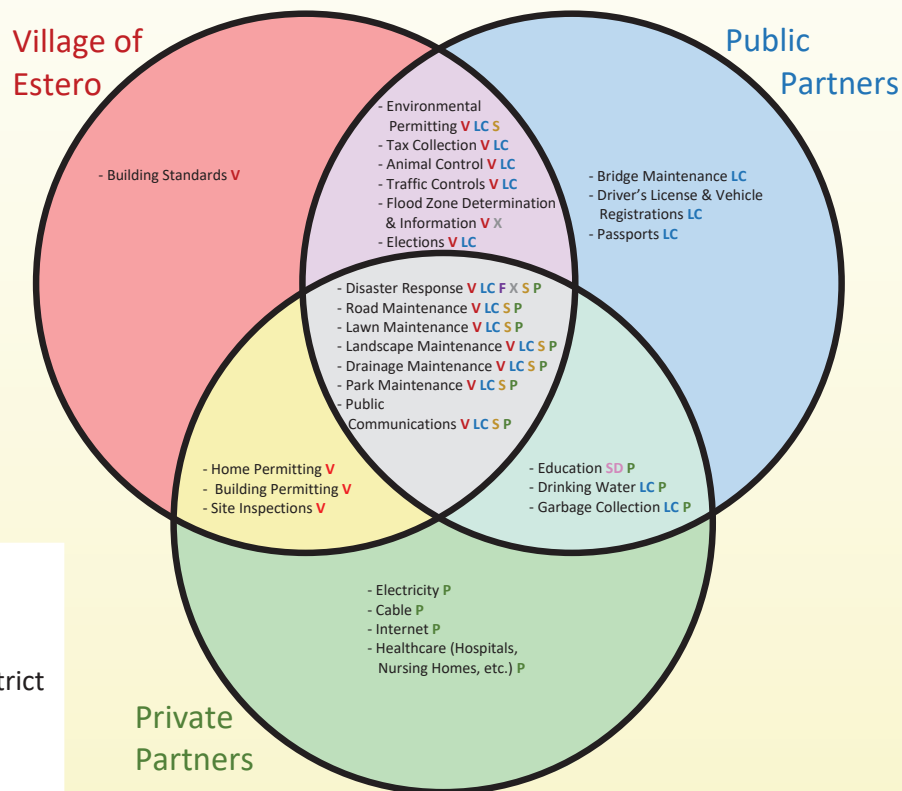 Village of
Estero
Public
Partners
- Environmental
Permitting V LC S
- Tax Collection V LC
- Animal Control V LC
- Traffic Controls V LC
- Flood Zone Determination
& Information V X
- Elections V LC
- Building Standards V
- Bridge Maintenance LC
- Driver's License & Vehicle
Registrations LC
- Passports LC
- Disaster Response V LC F X S P
- Road Maintenance V LC S P
- Lawn Maintenance V LC S P
- Landscape Maintenance V LC S P
- Drainage Maintenance V LC S P
- Park Maintenance V LC S P
- Public
Communications V LC S P
- Home Permitting V
- Building Permitting V
- Site Inspections V
- Education SD P
- Drinking Water LC P
- Garbage Collection LC P
- Electricity P
- Cable P
- Internet P
- Healthcare (Hospitals,
Nursing Homes, etc.) P
trict
Private
Partners